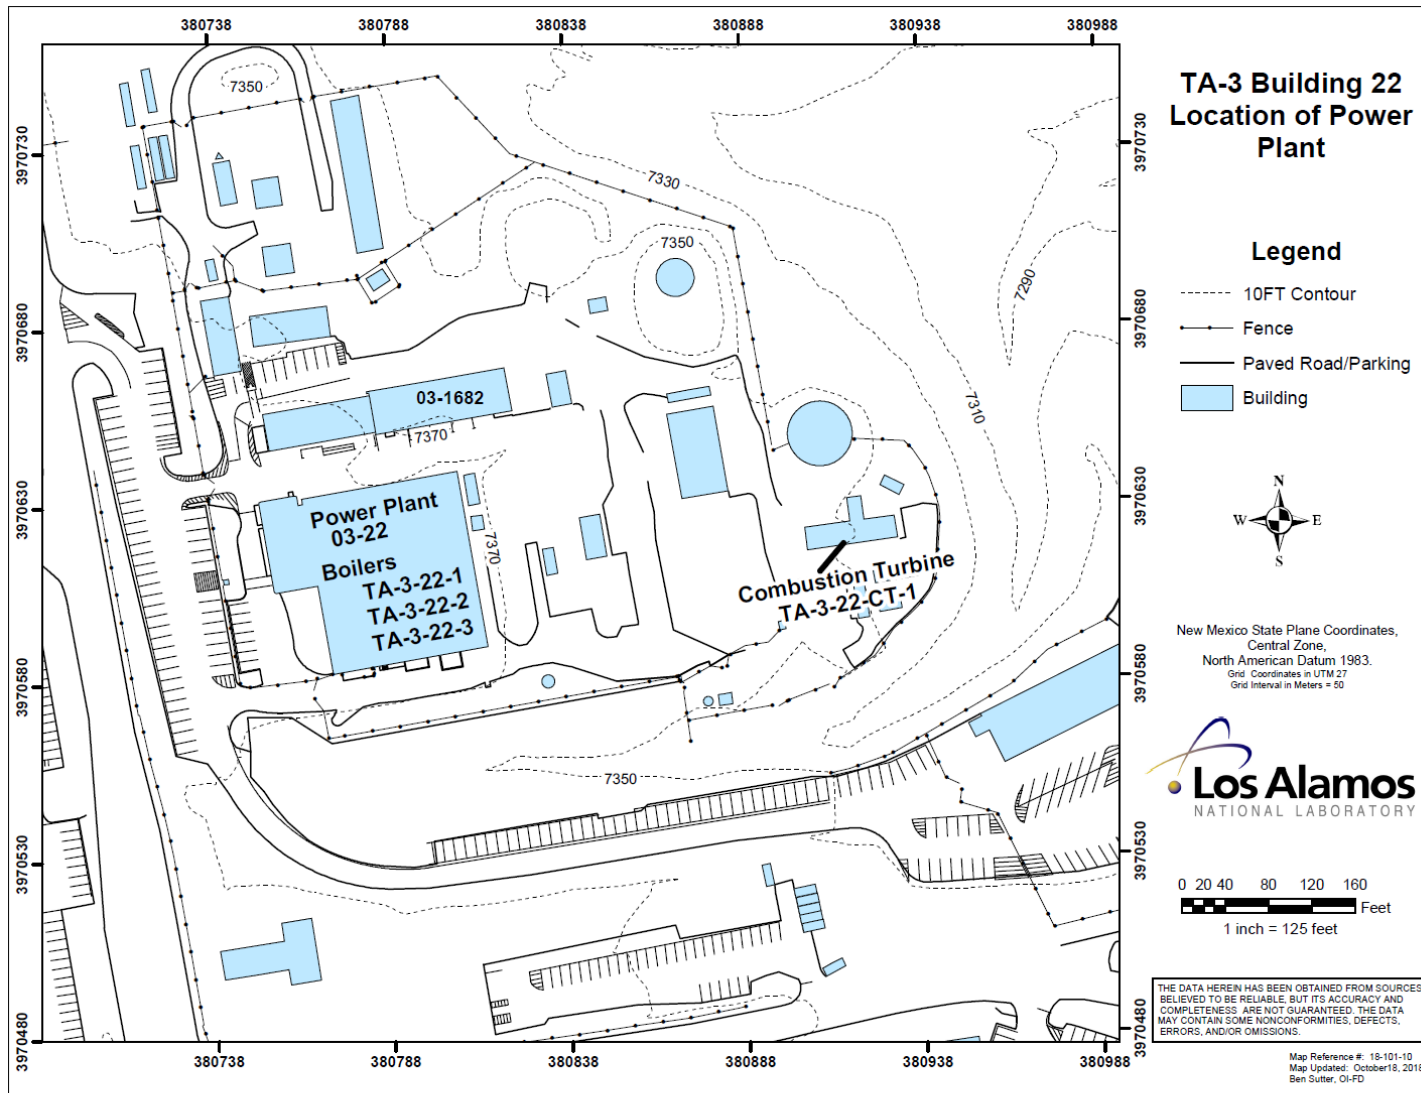 380738 380788 380838 380888 380938 380988
TA-3 Building 22
Location of Power
Plant
7350
3970730
3970730
7330
7350
Legend
10FT Contour
Fence
Paved Road/Parking
Building
7290
3970680
3970680
7310
03-1682
7370
3970630
3970630
Power Plant
03-22
Boilers
TA-3-22-1
TA-3-22-2
TA-3-22-3
7370
Combustion Turbine
TA-3-22-CT-1
N
W E
S
New Mexico State Plane Coordinates,
Central Zone,
North American Datum 1983.
Grid Coordinates in UTM 27
Grid Interval in Meters = 50
3970580
3970580
7350
Los Alamos
NATIONAL LABORATORY
3970530
3970530
0 20 40 80 120 160
Feet
1 inch = 125 feet
3970480
3970480
THE DATA HEREIN HAS BEEN OBTAINED FROM SOURCES
BELIEVED TO BE RELIABLE, BUT ITS ACCURACY AND
COMPLETENESS ARE NOT GUARANTEED. THE DATA
MAY CONTAIN SOME NONCONFORMITIES, DEFECTS,
ERRORS, AND/OR OMISSIONS.
380738 380788 380838 380888 380938 380988
Map Reference #: 18-101-10
Map Updated: October18, 2018
Ben Sutter, OI-FD